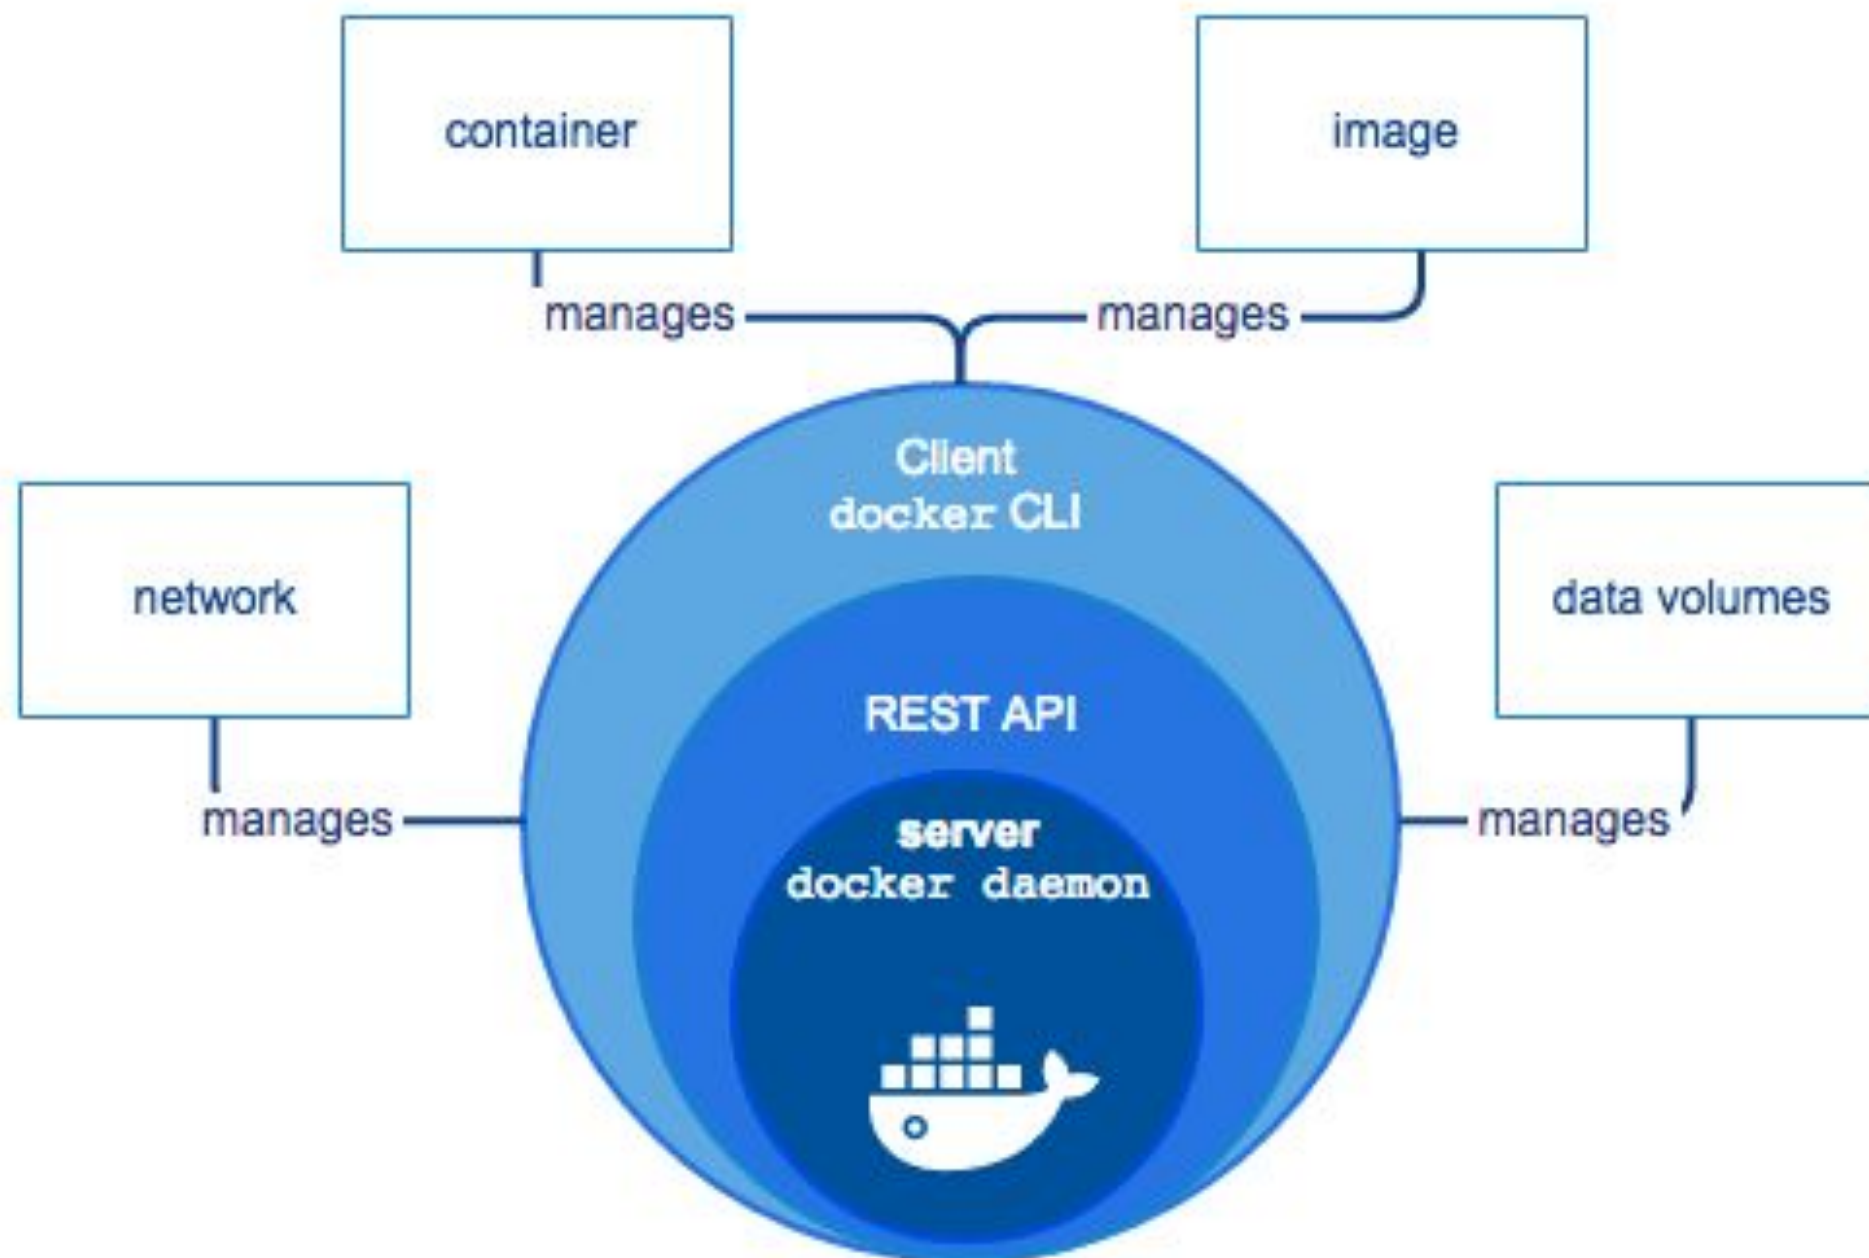 container
image
manages
manages
Client
docker CLI
network
data volumes
REST API
manages
manages
server
docker daemon